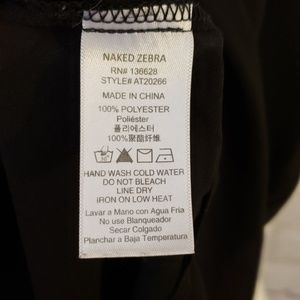 NAKED ZEBRA
RN# 136628
STYLE# AT20266
MADE IN CHINA
100% POLYESTER
Poliéster
폴리에스터
100%聚酯纤维
HAND WASH COLD WATER
DO NOT BLEACH
LINE DRY
iRON ON LOW HEAT
Lavar a Mano con Agua Fria
No use Blanqueador
Secar Colgado
Planchar a Baja Temperatura